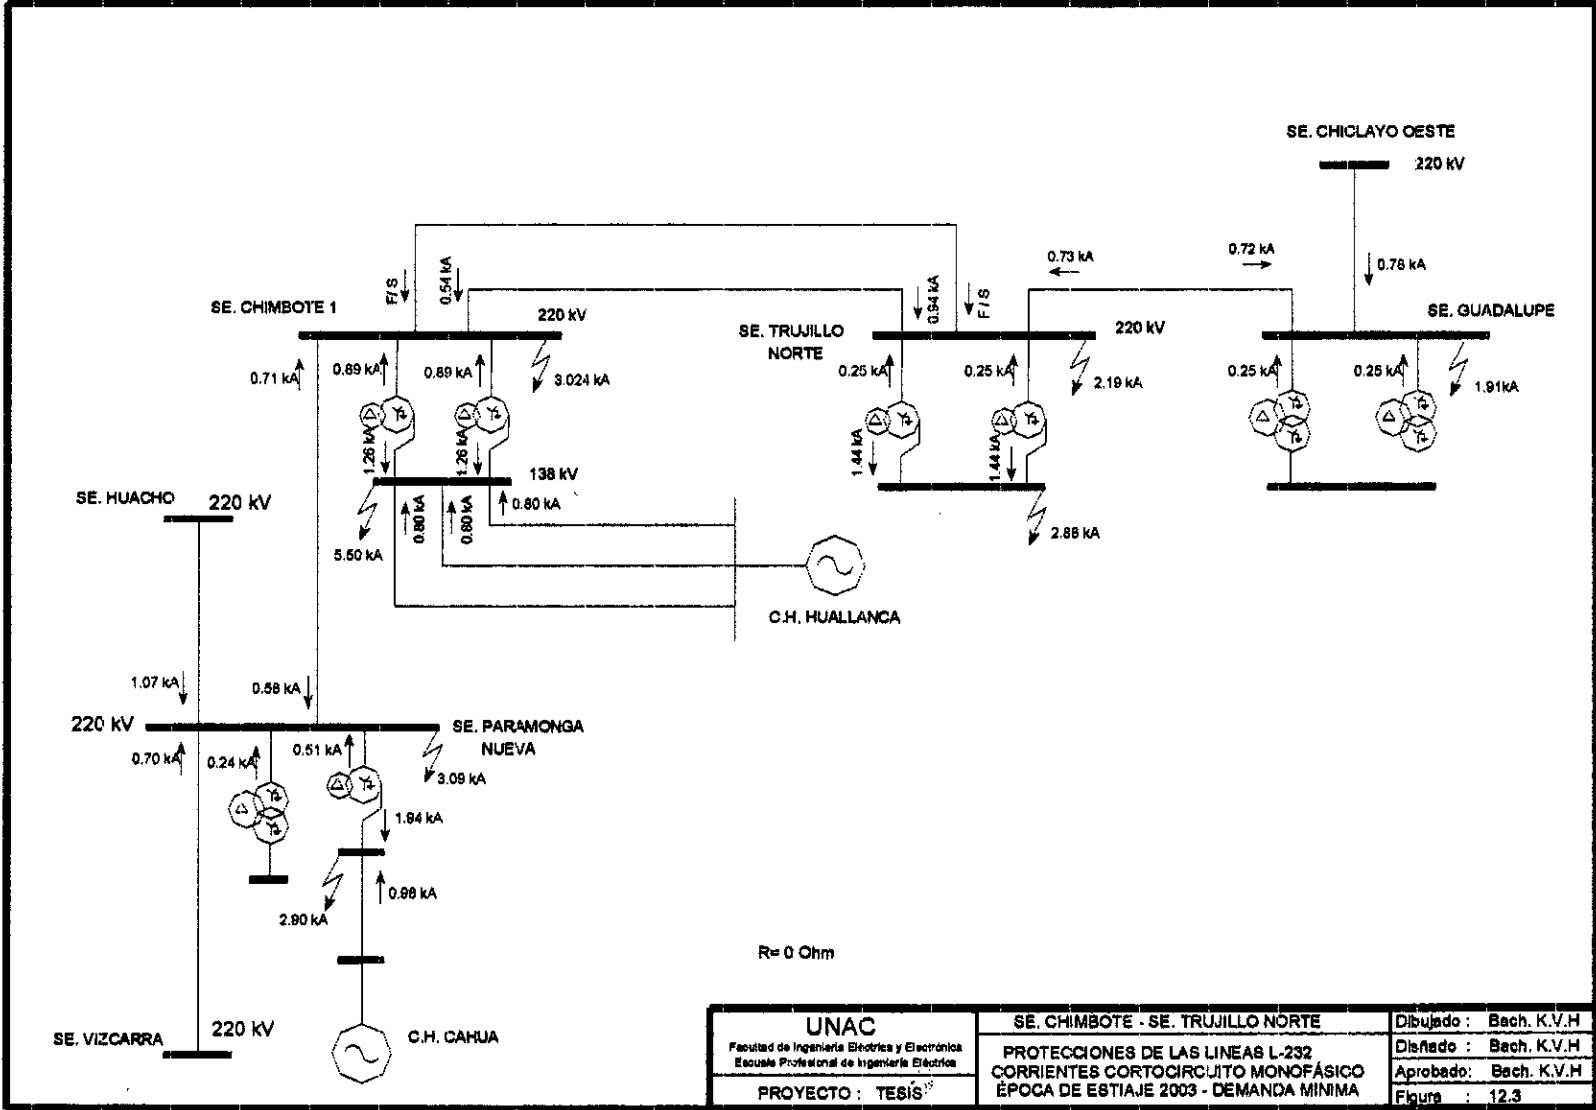 SE. CHICLAYO OESTE
220 kV
0.78 kA
0.73 kA
0.72 kA
F/S
0.54 kA
0.94 kA
F/S
SE. CHIMBOTE 1
220 kV
SE. TRUJILLO
NORTE
220 kV
SE. GUADALUPE
0.71 kA
0.89 kA
0.89 kA
3.024 kA
0.25 kA
0.25 kA
2.19 kA
0.25 kA
0.25 kA
1.91kA
1.26 kA
1.26 kA
138 kV
1.44 kA
1.44 kA
SE. HUACHO
220 kV
0.80 kA
0.80 kA
0.80 kA
5.50 kA
2.86 kA
C.H. HUALLANCA
1.07 kA
0.58 kA
220 kV
SE. PARAMONGA
NUEVA
0.70 kA
0.24 kA
0.51 kA
3.09 kA
1.94 kA
0.98 kA
2.90 kA
R= 0 Ohm
SE. VIZCARRA
220 kV
C.H. CAHUA
UNAC
Facultad de Ingeniería Eléctrica y Electrónica
Escuela Profesional de Ingeniería Eléctrica
PROYECTO : TESIS
SE. CHIMBOTE - SE. TRUJILLO NORTE
PROTECCIONES DE LAS LINEAS L-232
CORRIENTES CORTOCIRCUITO MONOFÁSICO
ÉPOCA DE ESTIAJE 2003 - DEMANDA MINIMA
Dibujado : Bach. K.V.H
Diseñado : Bach. K.V.H
Aprobado: Bach. K.V.H
Figura : 12.3